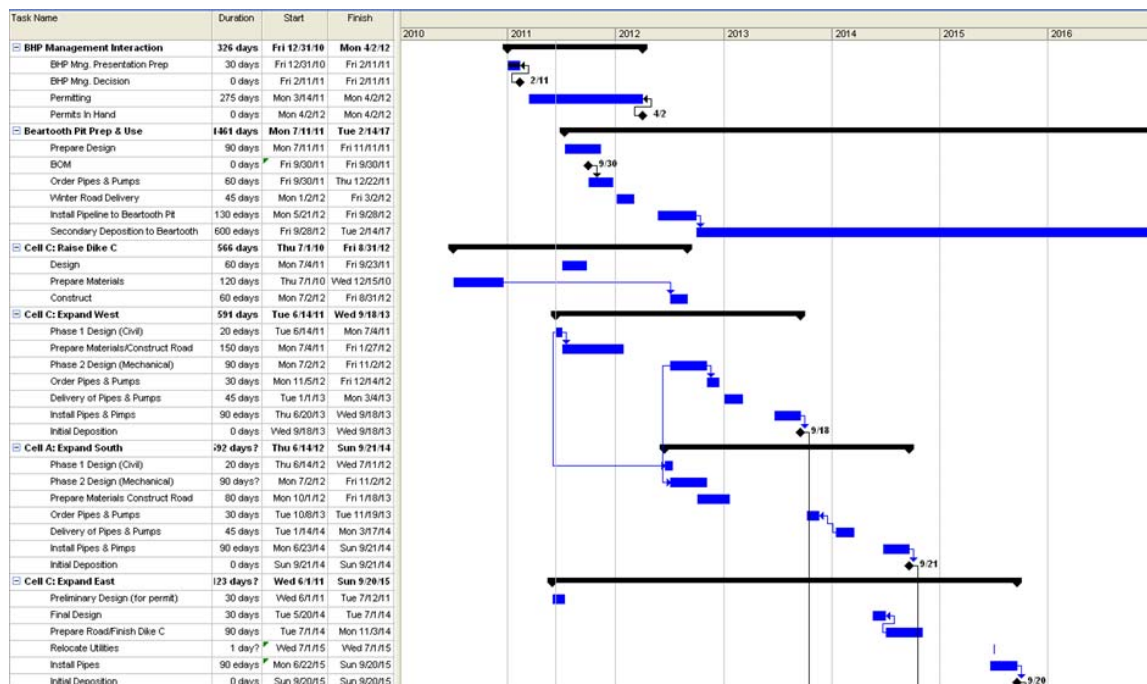 Task Name Duration Start Finish
2010 2011 2012 2013 2014 2015 2016
BHP Management Interaction 326 days Fri 12/31/10 Mon 4/2/12
BHP Mng. Presentation Prep 30 days Fri 12/31/10 Fri 2/11/11
BHP Mng. Decision 0 days Fri 2/11/11 Fri 2/11/11 2/11
Permitting 275 days Mon 3/14/11 Mon 4/2/12
Permits In Hand 0 days Mon 4/2/12 Mon 4/2/12 4/2
Beartooth Pit Prep & Use 1461 days Mon 7/11/11 Tue 2/14/17
Prepare Design 90 days Mon 7/11/11 Fri 11/11/11
BOM 0 days Fri 9/30/11 Fri 9/30/11 9/30
Order Pipes & Pumps 60 days Fri 9/30/11 Thu 12/22/11
Winter Road Delivery 45 days Mon 1/2/12 Fri 3/2/12
Install Pipeline to Beartooth Pit 130 edays Mon 5/21/12 Fri 9/28/12
Secondary Deposition to Beartooth 600 edays Fri 9/28/12 Tue 2/14/17
Cell C: Raise Dike C 566 days Thu 7/1/10 Fri 8/31/12
Design 60 days Mon 7/4/11 Fri 9/23/11
Prepare Materials 120 days Thu 7/1/10 Wed 12/15/10
Construct 60 edays Mon 7/2/12 Fri 8/31/12
Cell C: Expand West 591 days Tue 6/14/11 Wed 9/18/13
Phase 1 Design (Civil) 20 edays Tue 6/14/11 Mon 7/4/11
Prepare Materials/Construct Road 150 days Mon 7/4/11 Fri 1/27/12
Phase 2 Design (Mechanical) 90 days Mon 7/2/12 Fri 11/2/12
Order Pipes & Pumps 30 days Mon 11/5/12 Fri 12/14/12
Delivery of Pipes & Pumps 45 days Tue 1/1/13 Mon 3/4/13
Install Pipes & Pimps 90 edays Thu 6/20/13 Wed 9/18/13
Initial Deposition 0 days Wed 9/18/13 Wed 9/18/13 9/18
Cell A: Expand South 92 days? Thu 6/14/12 Sun 9/21/14
Phase 1 Design (Civil) 20 days Thu 6/14/12 Wed 7/11/12
Phase 2 Design (Mechanical) 90 days? Mon 7/2/12 Fri 11/2/12
Prepare Materials Construct Road 80 days Mon 10/1/12 Fri 1/18/13
Order Pipes & Pumps 30 days Tue 10/8/13 Tue 11/19/13
Delivery of Pipes & Pumps 45 days Tue 1/14/14 Mon 3/17/14
Install Pipes & Pimps 90 edays Mon 6/23/14 Sun 9/21/14
Initial Deposition 0 days Sun 9/21/14 Sun 9/21/14 9/21
Cell C: Expand East 123 days? Wed 6/1/11 Sun 9/20/15
Preliminary Design (for permit) 30 days Wed 6/1/11 Tue 7/12/11
Final Design 30 days Tue 5/20/14 Tue 7/1/14
Prepare Road/Finish Dike C 90 days Tue 7/1/14 Mon 11/3/14
Relocate Utilities 1 day? Wed 7/1/15 Wed 7/1/15
Install Pipes 90 edays Mon 6/22/15 Sun 9/20/15
Initial Deposition 0 days Sun 9/20/15 Sun 9/20/15 9/20